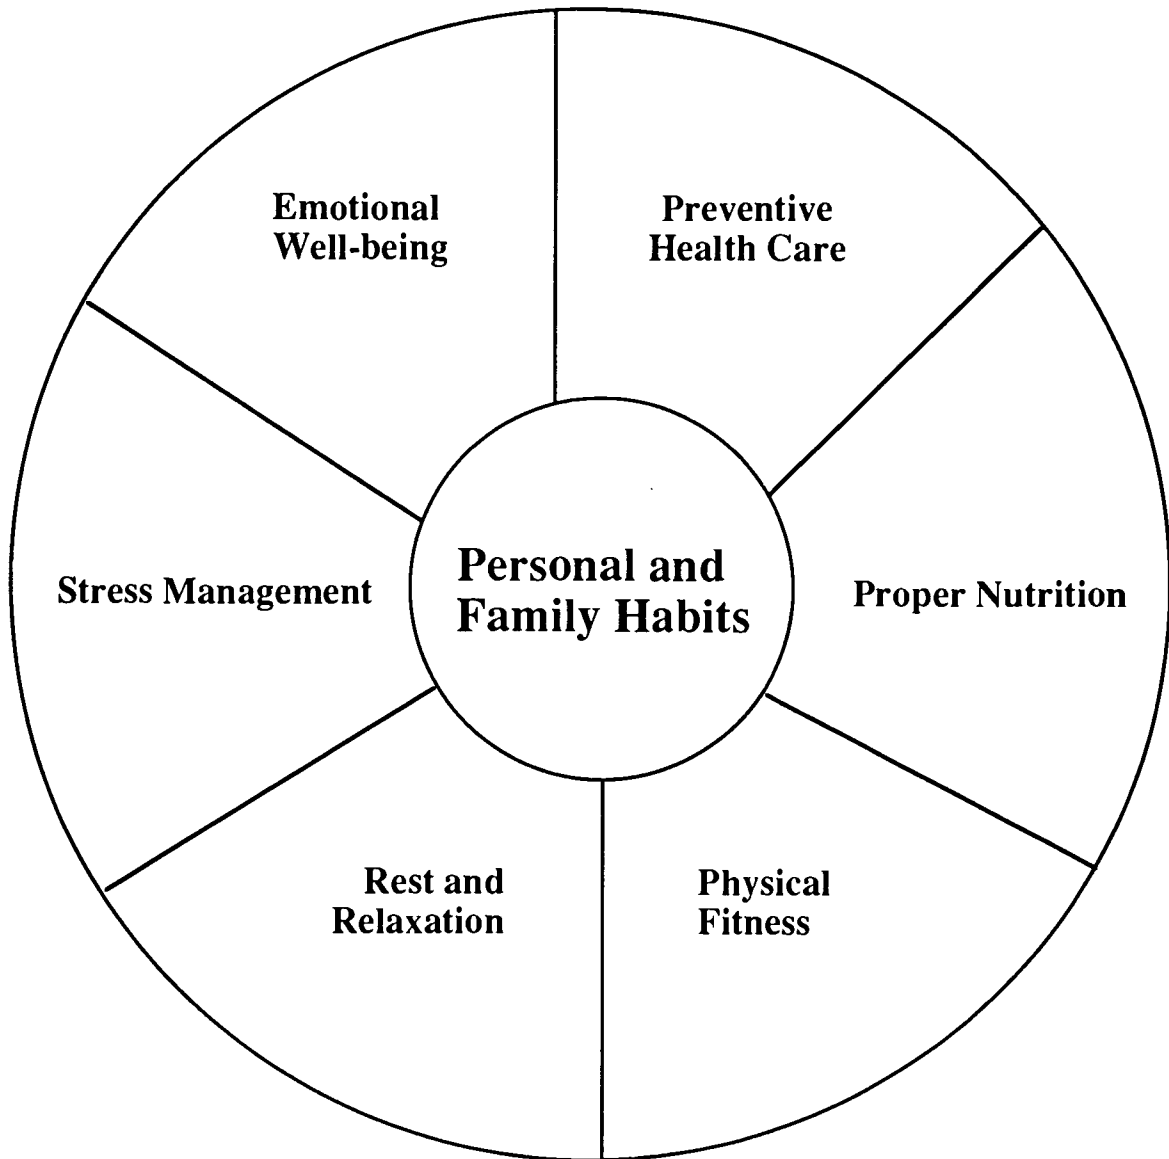 Emotional
Well-being
Preventive
Health Care
Stress Management
Personal and
Family Habits
Proper Nutrition
Rest and
Relaxation
Physical
Fitness